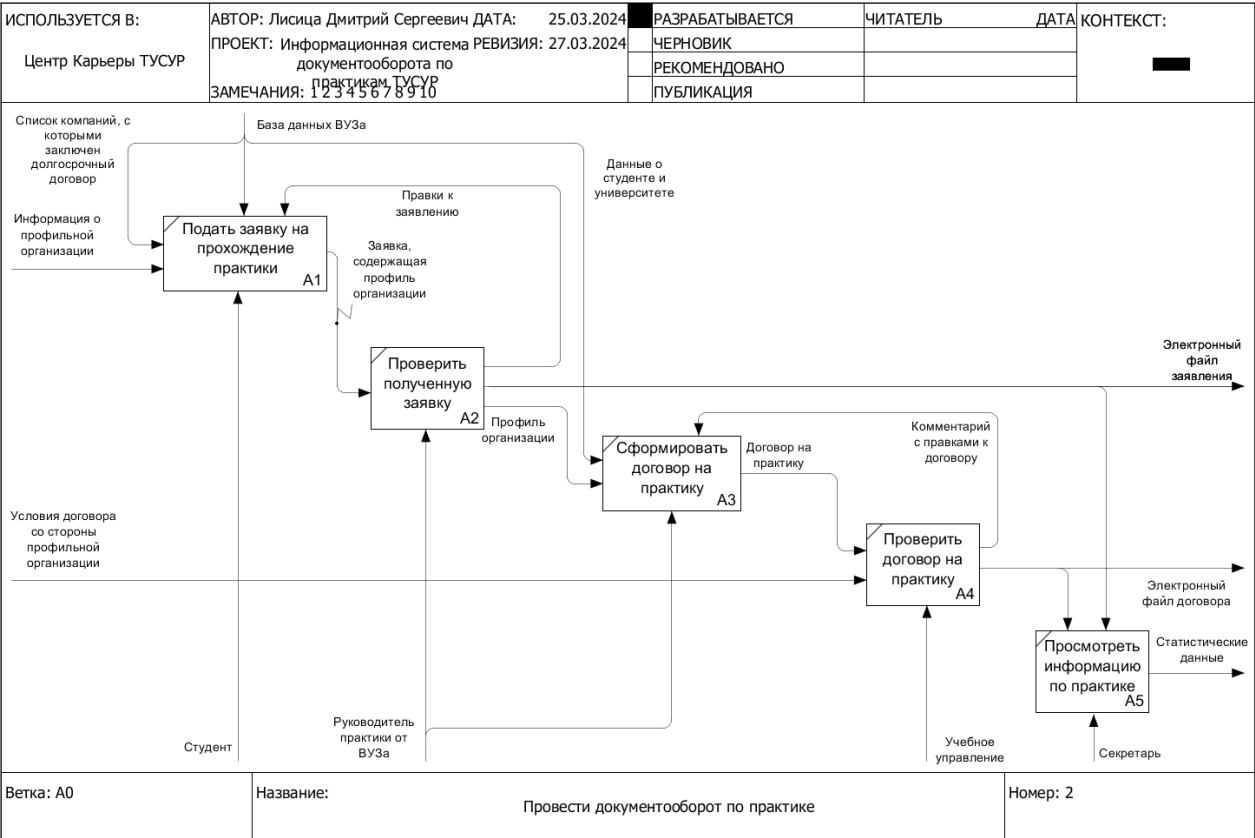 ИСПОЛЬЗУЕТСЯ В:
Центр Карьеры ТУСУР
АВТОР: Лисица Дмитрий Сергеевич ДАТА: 25.03.2024
ПРОЕКТ: Информационная система РЕВИЗИЯ: 27.03.2024
документооборота по
практикам ТУСУР
ЗАМЕЧАНИЯ: 1 2 3 4 5 6 7 8 9 10
РАЗРАБАТЫВАЕТСЯ
ЧЕРНОВИК
РЕКОМЕНДОВАНО
ПУБЛИКАЦИЯ
ЧИТАТЕЛЬ ДАТА
КОНТЕКСТ:
Список компаний, с
которыми
заключен
долгосрочный
договор
База данных ВУЗа
Данные о
студенте и
университете
Правки к
заявлению
Информация о
профильной
организации
Подать заявку на
прохождение
практики
A1
Заявка,
содержащая
профиль
организации
Электронный
файл
заявления
Проверить
полученную
заявку
A2
Профиль
организации
Комментарий
с правками к
договору
Сформировать
договор на
практику
A3
Договор на
практику
Условия договора
со стороны
профильной
организации
Проверить
договор на
практику
A4
Электронный
файл договора
Просмотреть
информацию
по практике
A5
Статистические
данные
Студент
Руководитель
практики от
ВУЗа
Учебное
управление
Секретарь
Ветка: A0
Название:
Провести документооборот по практике
Номер: 2